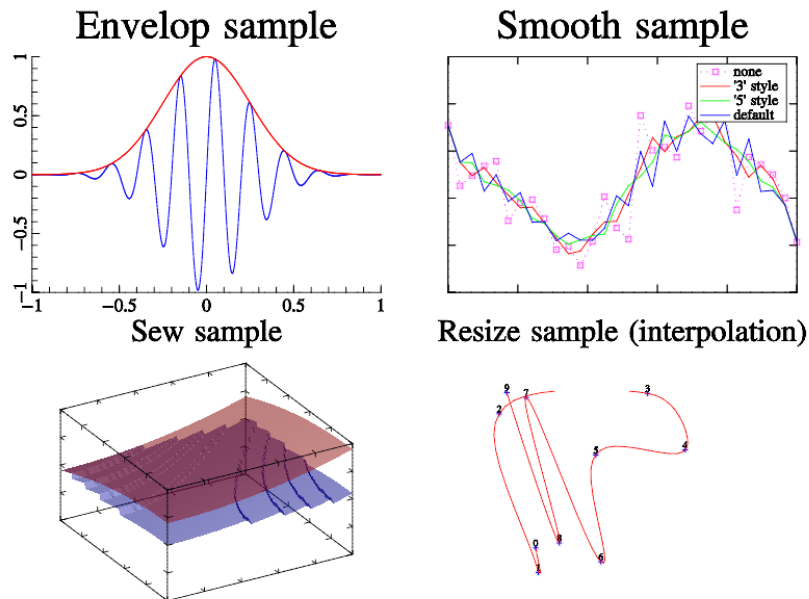 Envelop sample
1
0.5
0
−0.5
−1
−1
−0.5
0
0.5
1
Smooth sample
none
'3' style
'5' style
default
Sew sample
Resize sample (interpolation)
9
7
3
2
5
4
0
8
1
6